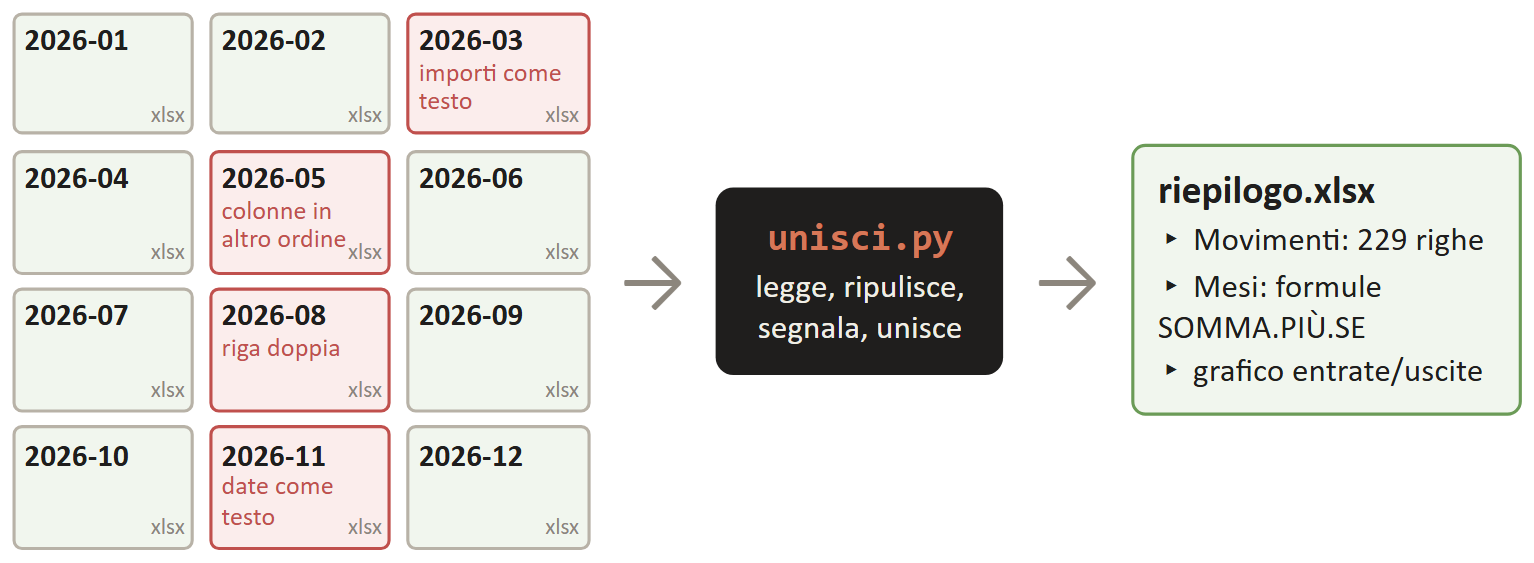 2026-01
xlsx
2026-02
xlsx
2026-03
importi come
testo
xlsx
2026-04
xlsx
2026-05
colonne in
altro ordine
xlsx
2026-06
xlsx
2026-07
xlsx
2026-08
riga doppia
xlsx
2026-09
xlsx
2026-10
xlsx
2026-11
date come
testo
xlsx
2026-12
xlsx
unisci.py
legge, ripulisce,
segnala, unisce
riepilogo.xlsx
‣ Movimenti: 229 righe
‣ Mesi: formule
SOMMA.PIÙ.SE
‣ grafico entrate/uscite